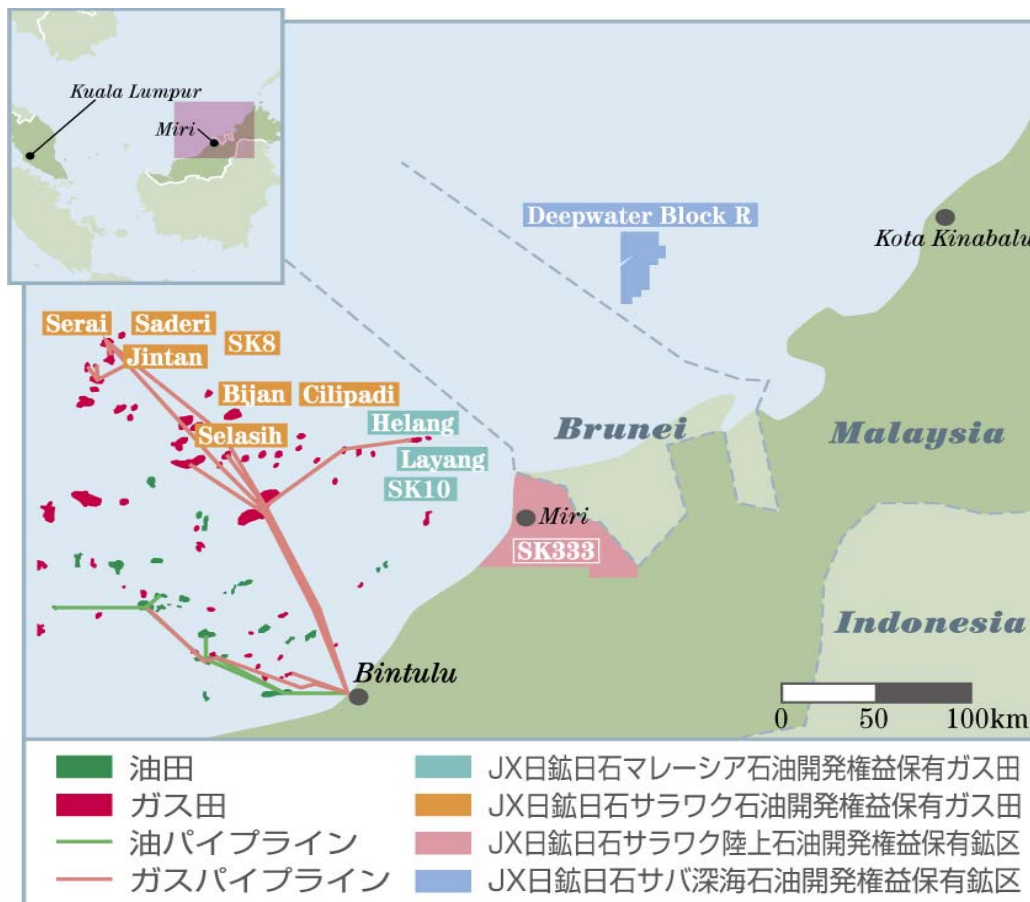 Kuala Lumpur
Miri
Deepwater Block R
Kota Kinabalu
Serai
Saderi
SK8
Jintan
Bijan
Cilipadi
Selasih
Helang
Layang
SK10
Brunei
Malaysia
Miri
SK333
Indonesia
Bintulu
0 50 100km
油田
ガス田
油パイプライン
ガスパイプライン
JX日鉱日石マレーシア石油開発権益保有ガス田
JX日鉱日石サラワク石油開発権益保有ガス田
JX日鉱日石サラワク陸上石油開発権益保有鉱区
JX日鉱日石サバ深海石油開発権益保有鉱区